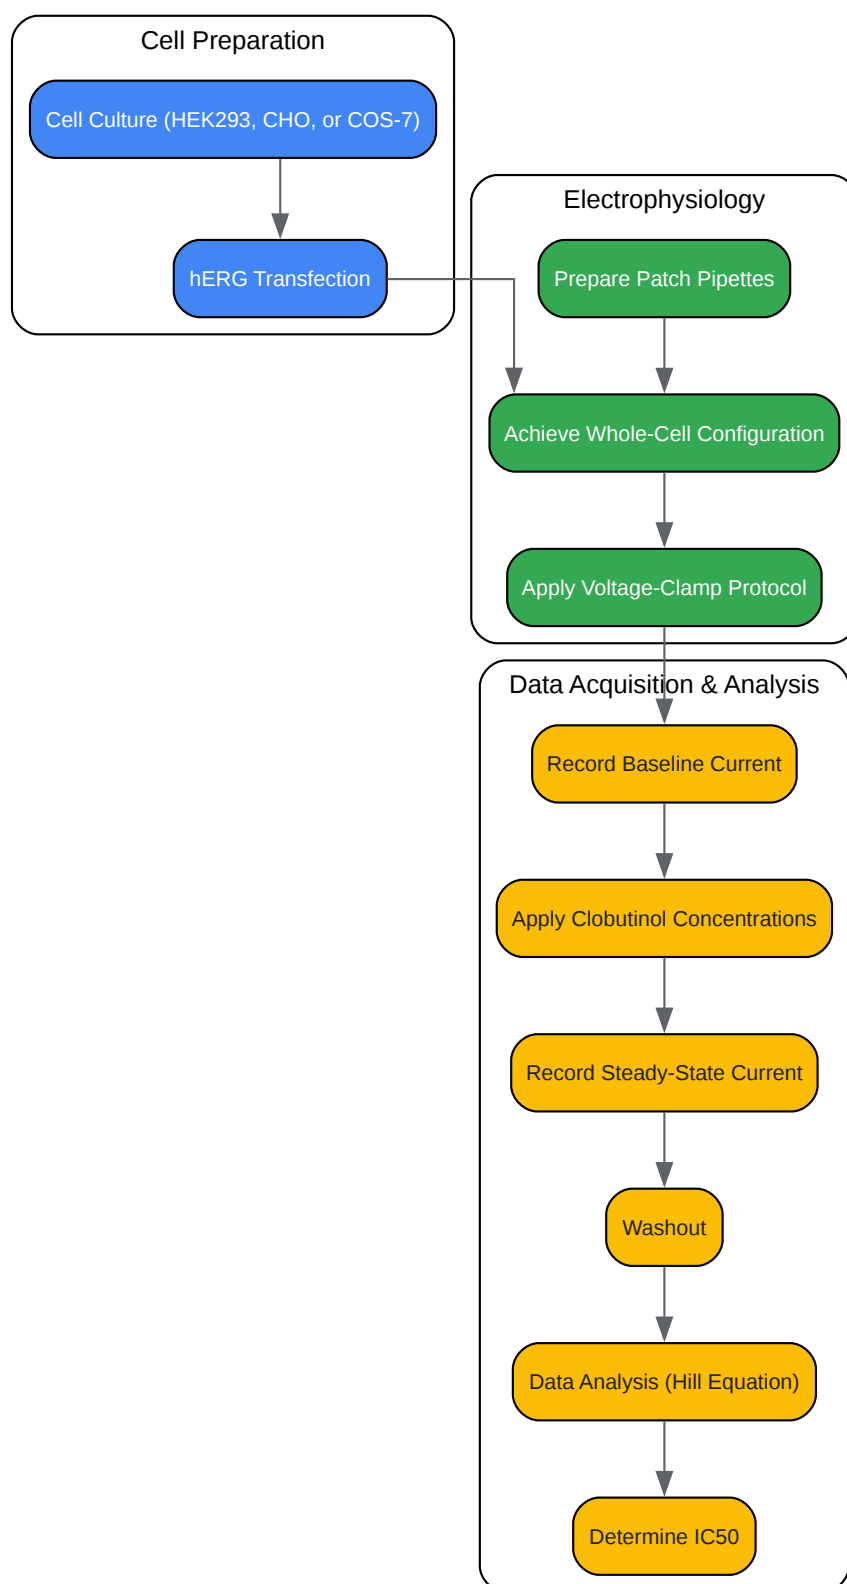 Cell Preparation
Cell Culture (HEK293, CHO, or COS-7)
hERG Transfection
Electrophysiology
Prepare Patch Pipettes
Achieve Whole-Cell Configuration
Apply Voltage-Clamp Protocol
Data Acquisition & Analysis
Record Baseline Current
Apply Clobutinol Concentrations
Record Steady-State Current
Washout
Data Analysis (Hill Equation)
Determine IC50